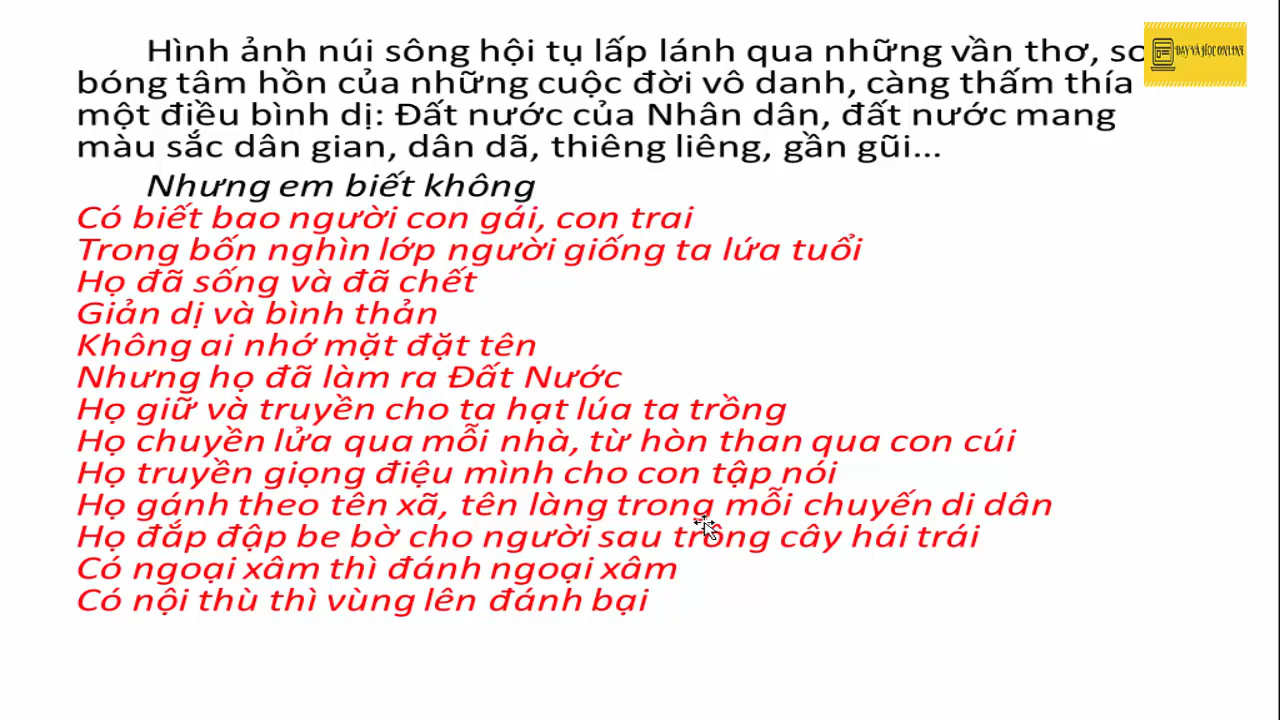 Hình ảnh núi sông hội tụ lấp lánh qua những vần thơ,
bóng tâm hồn của những cuộc đời vô danh, càng thấm thía
một điều bình dị: Đất nước của Nhân dân, đất nước mang
màu sắc dân gian, dân dã, thiêng liêng, gần gũi...
Nhưng em biết không
Có biết bao người con gái, con trai
Trong bốn nghìn lớp người giống ta lứa tuổi
Họ đã sống và đã chết
Giản dị và bình thản
Không ai nhớ mặt đặt tên
Nhưng họ đã làm ra Đất Nước
Họ giữ và truyền cho ta hạt lúa ta trồng
Họ chuyền lửa qua mỗi nhà, từ hòn than qua con cúi
Họ truyền giọng điệu mình cho con tập nói
Họ gánh theo tên xã, tên làng trong mỗi chuyến di dân
Họ đắp đập be bờ cho người sau trồng cây hái trái
Có ngoại xâm thì đánh ngoại xâm
Có nội thù thì vùng lên đánh bại
DẠY VÀ HỌC ONLINE